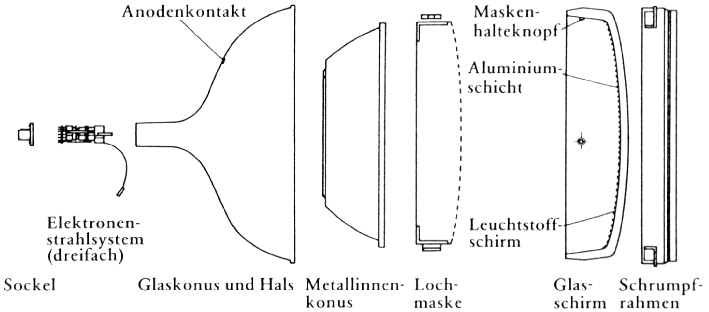 Anodenkontakt
Masken-
halteknopf
Aluminium-
schicht
Elektronen-
strahlsystem
(dreifach)
Leuchtstoff-
schirm
Sockel
Glaskonus und Hals
Metallinnen-
konus
Loch-
maske
Glas-
schirm
Schrumpf-
rahmen